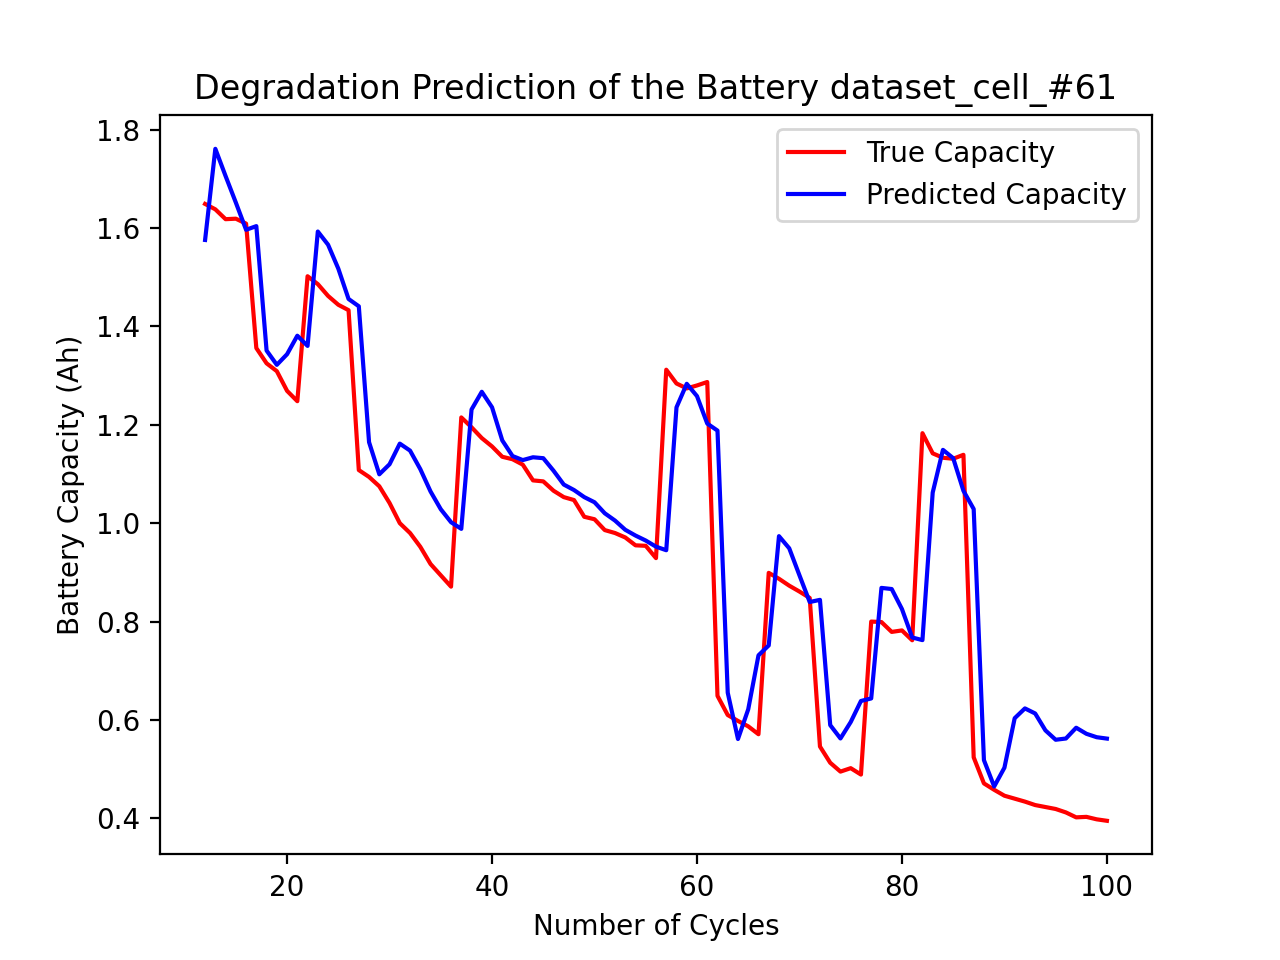 Degradation Prediction of the Battery dataset_cell_#61
True Capacity
Predicted Capacity
Battery Capacity (Ah)
1.8
1.6
1.4
1.2
1.0
0.8
0.6
0.4
20 40 60 80 100
Number of Cycles